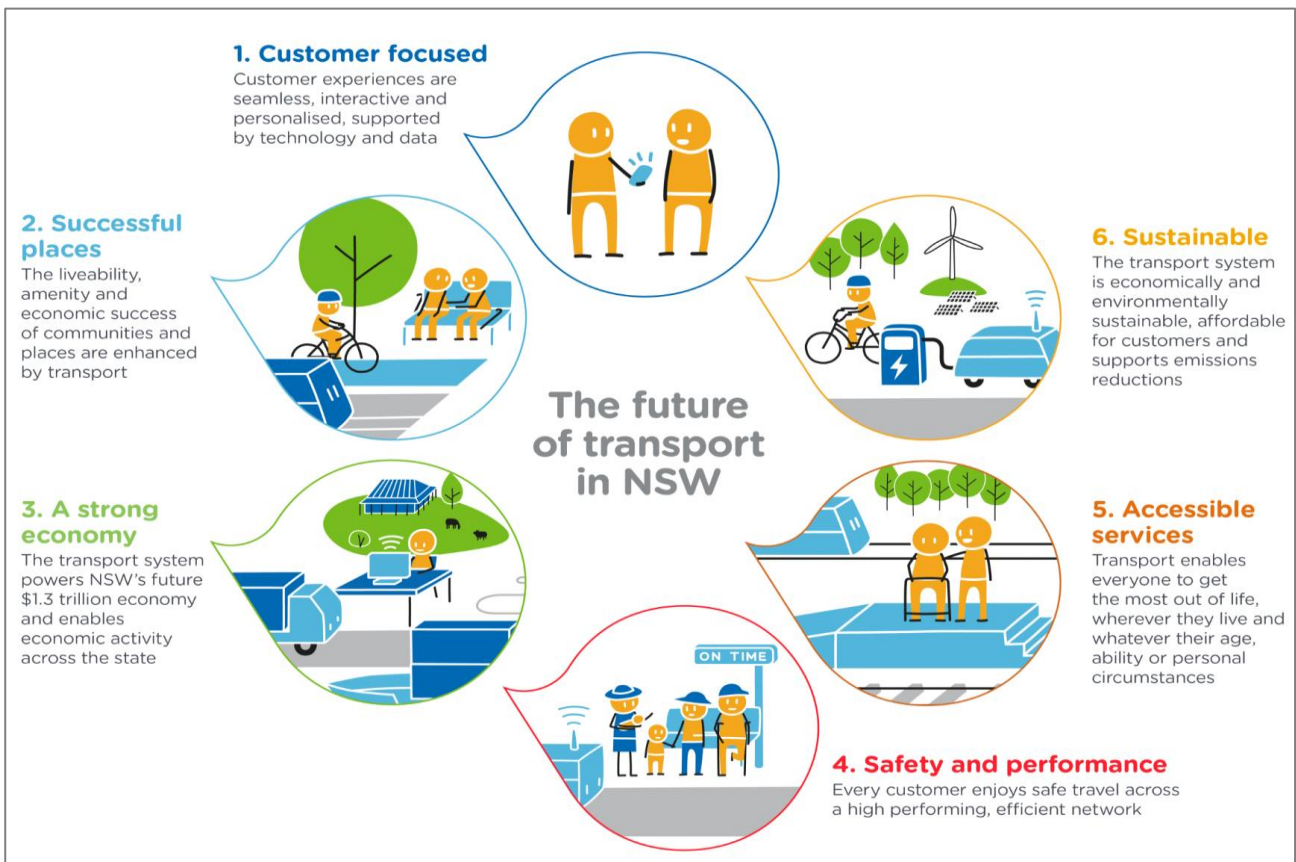 1. Customer focused
Customer experiences are
seamless, interactive and
personalised, supported
by technology and data
2. Successful
places
The liveability,
amenity and
economic success
of communities and
places are enhanced
by transport
3. A strong
economy
The transport system
powers NSW’s future
$1.3 trillion economy
and enables
economic activity
across the state
The future
of transport
in NSW
ON TIME
4. Safety and performance
Every customer enjoys safe travel across
a high performing, efficient network
5. Accessible
services
Transport enables
everyone to get
the most out of life,
wherever they live and
whatever their age,
ability or personal
circumstances
6. Sustainable
The transport system
is economically and
environmentally
sustainable, affordable
for customers and
supports emissions
reductions